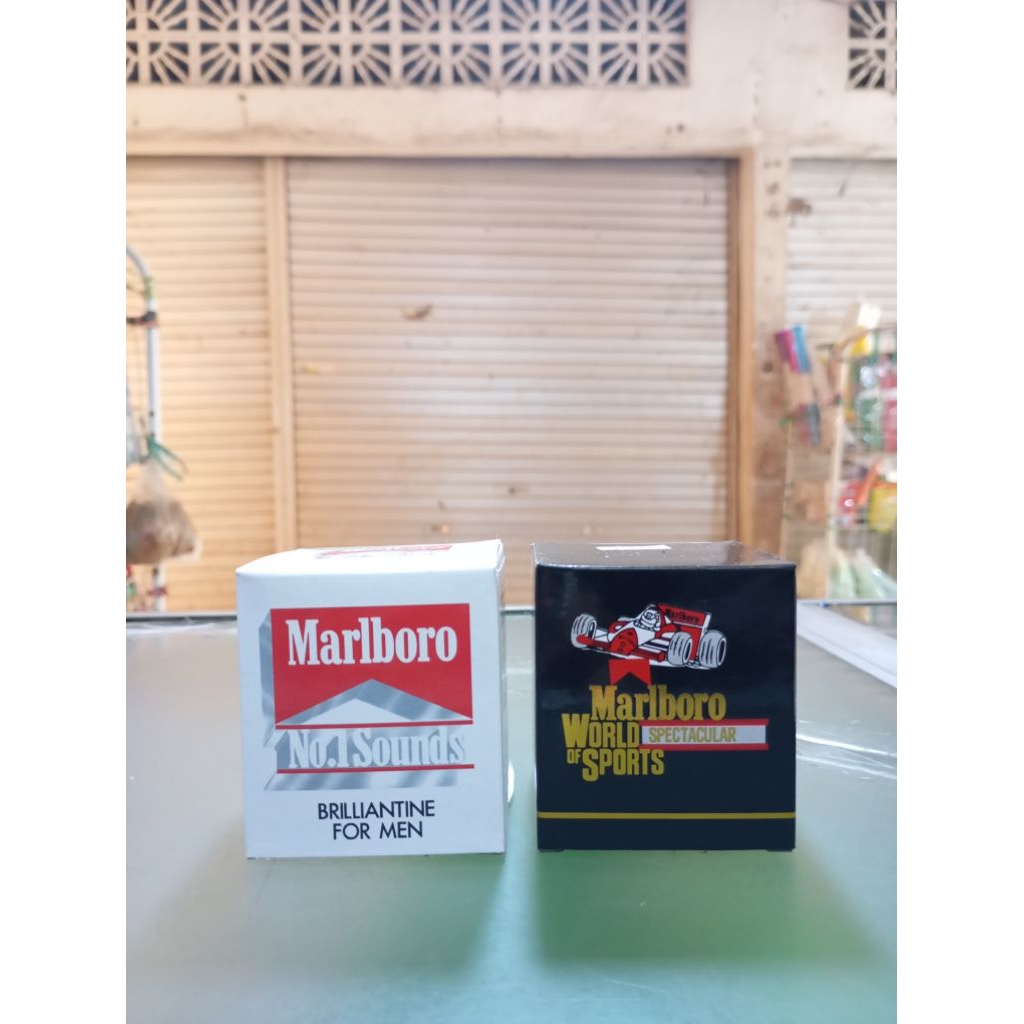 Marlboro
No.1 Sounds
BRILLIANTINE
FOR MEN
Marlboro
Marlboro
WORLD SPECTACULAR
OF SPORTS